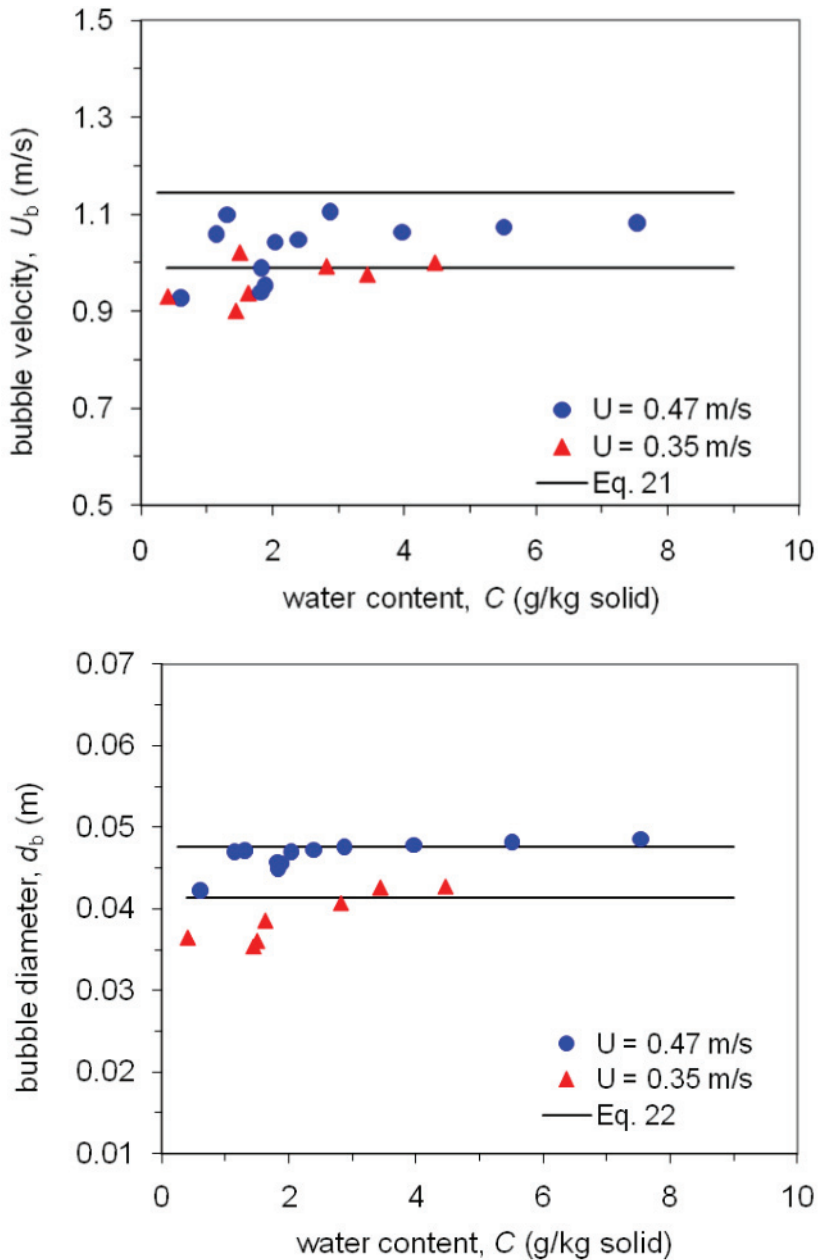 1.5
1.3
1.1
0.9
0.7
0.5
bubble velocity, U_b (m/s)
U = 0.47 m/s
U = 0.35 m/s
Eq. 21
0 2 4 6 8 10
water content, C (g/kg solid)
0.07
0.06
0.05
0.04
0.03
0.02
0.01
bubble diameter, d_b (m)
U = 0.47 m/s
U = 0.35 m/s
Eq. 22
0 2 4 6 8 10
water content, C (g/kg solid)